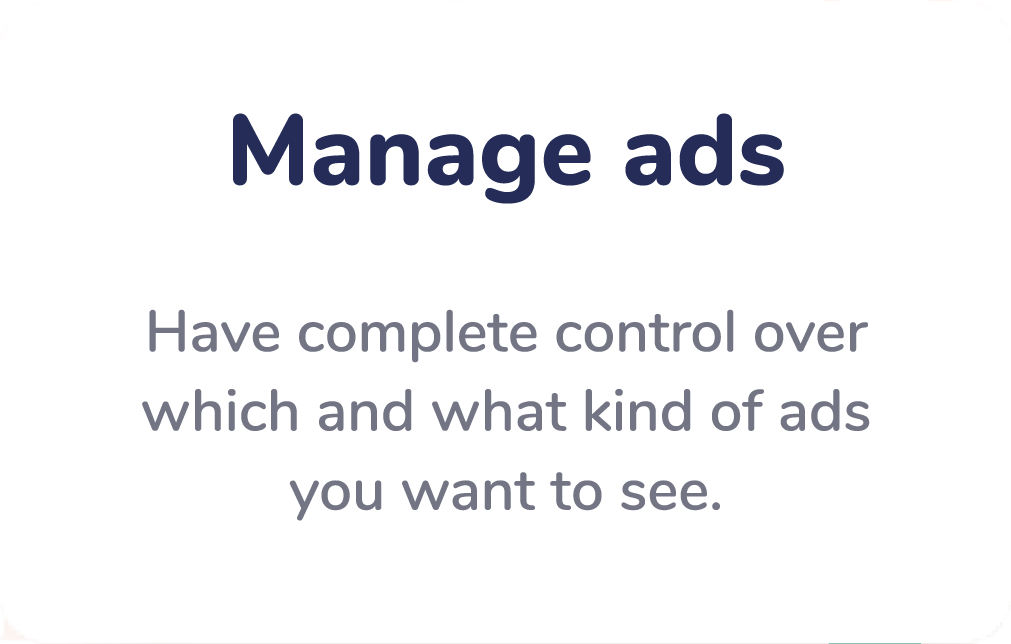 Manage ads
Have complete control over
which and what kind of ads
you want to see.